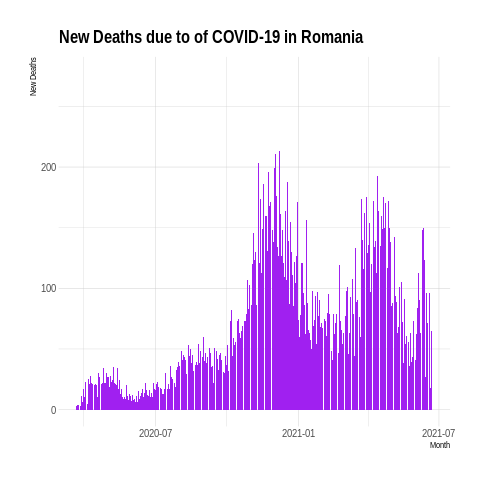 New Deaths due to of COVID-19 in Romania
New Deaths
200
100
0
2020-07
2021-01
2021-07
Month